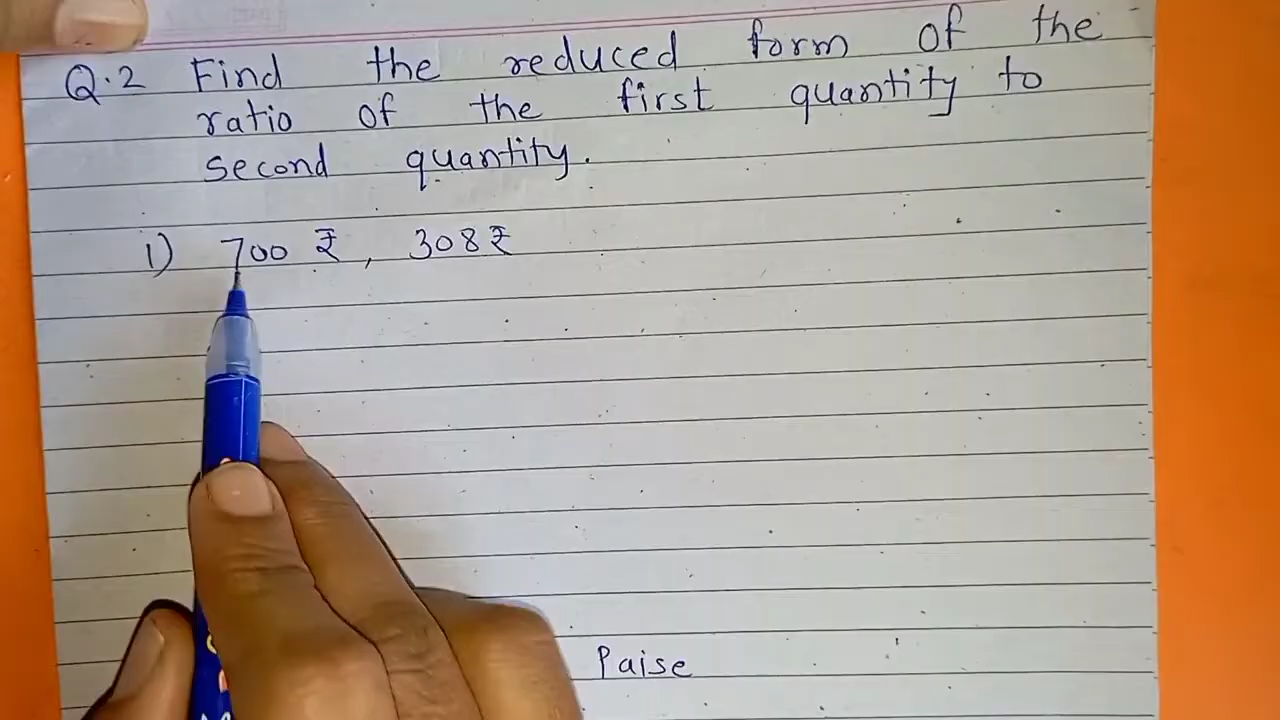 Q.2 Find the reduced form of the
ratio of the first quantity to
second quantity.
1) 700 ₹, 308₹
Paise